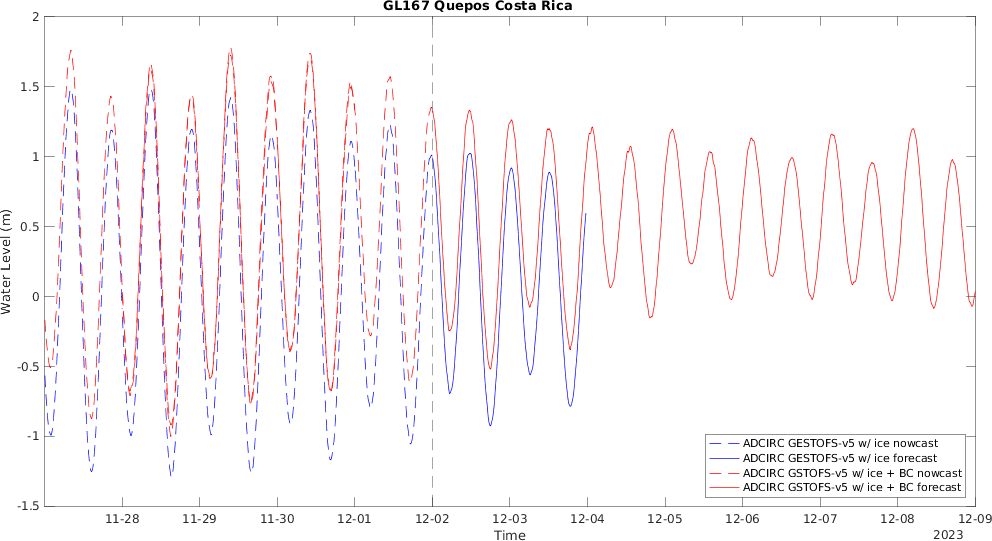 GL167 Quepos Costa Rica
2
1.5
1
0.5
0
-0.5
-1
-1.5
Water Level (m)
ADCIRC GESTOFS-v5 w/ ice nowcast
ADCIRC GESTOFS-v5 w/ ice forecast
ADCIRC GSTOFS-v5 w/ ice + BC nowcast
ADCIRC GSTOFS-v5 w/ ice + BC forecast
11-28 11-29 11-30 12-01 12-02 12-03 12-04 12-05 12-06 12-07 12-08 12-09
Time
2023